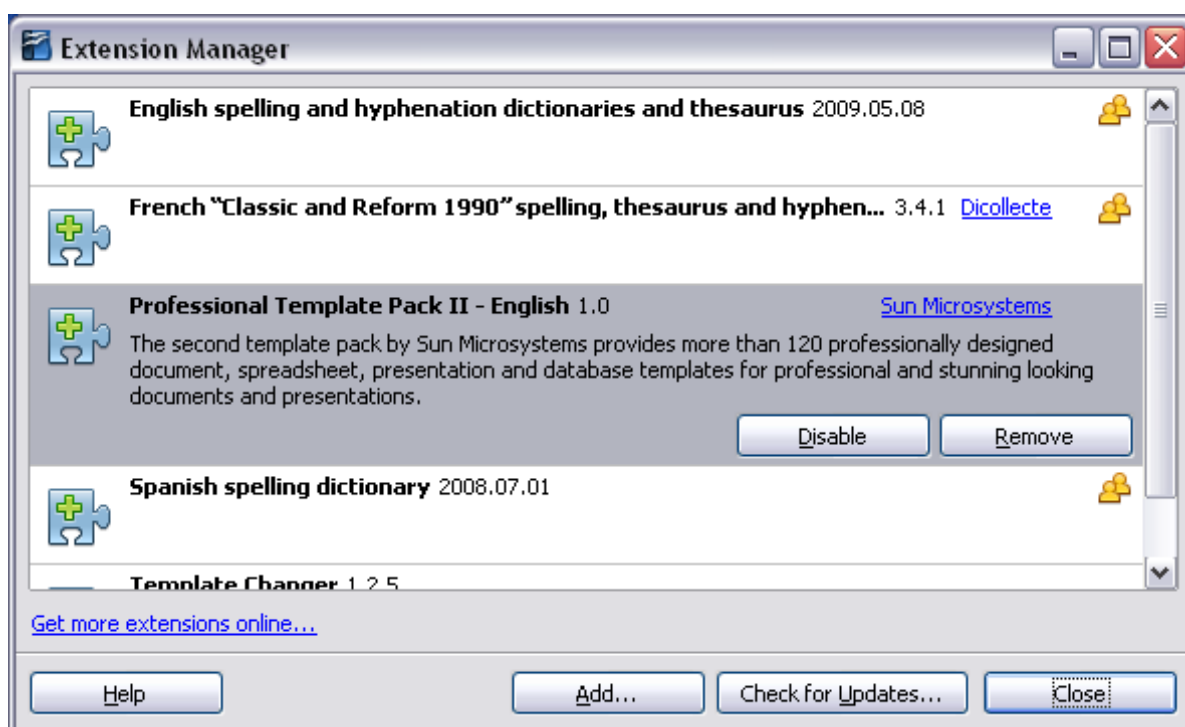 Extension Manager
English spelling and hyphenation dictionaries and thesaurus 2009.05.08
French “Classic and Reform 1990” spelling, thesaurus and hyphen... 3.4.1 Dicollecte
Professional Template Pack II - English 1.0 Sun Microsystems
The second template pack by Sun Microsystems provides more than 120 professionally designed
document, spreadsheet, presentation and database templates for professional and stunning looking
documents and presentations.
Disable Remove
Spanish spelling dictionary 2008.07.01
Template Changer 1.2.5
Get more extensions online...
Help Add... Check for Updates... Close